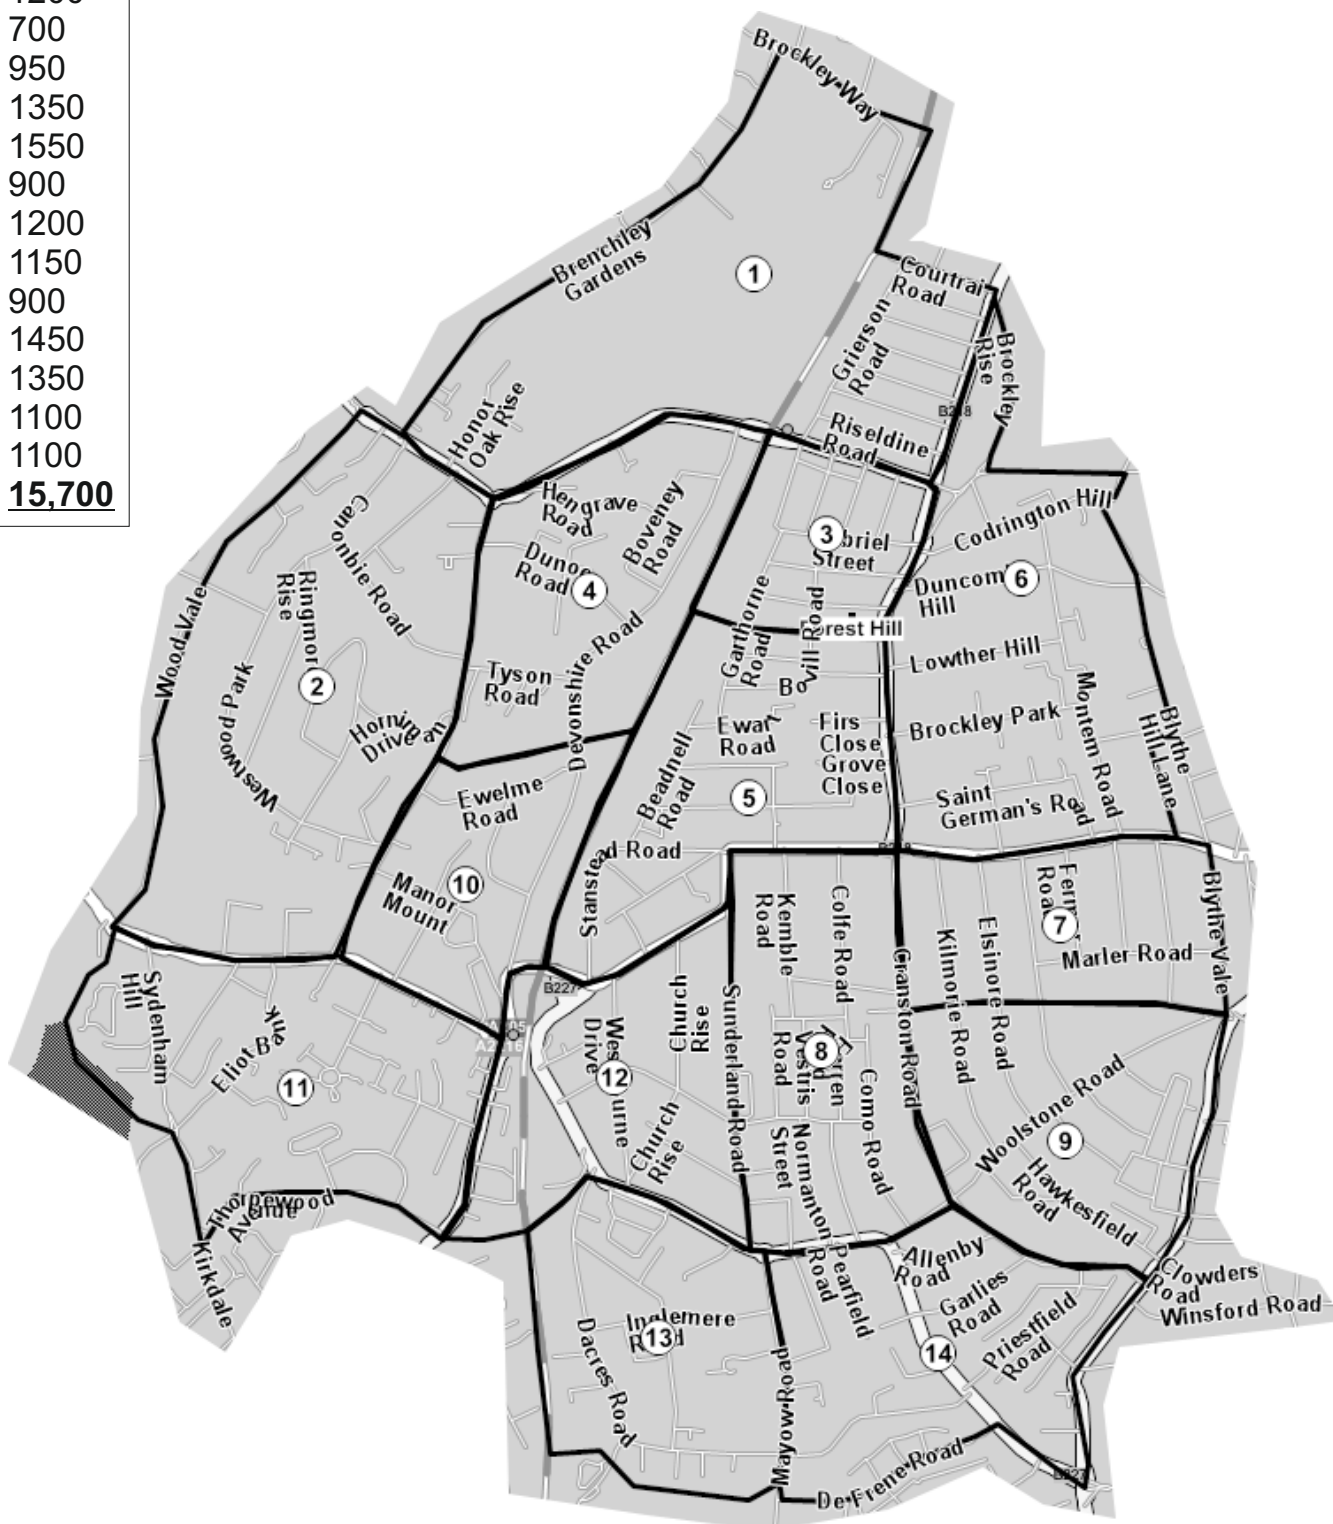 700
950
1350
1550
900
1200
1150
900
1450
1350
1100
1100
15,700
Brockley Way
Brenchley
Gardens
1
Courtrai
Road
Grierson
Road
Brockley
Rise
Honor
Oak Rise
Riseldine
Road
Canonbie Road
Hengrave
Road
Boveney
Road
3
Street
Codrington Hill
Dunoon
Road
4
Duncombe
Hill
6
Ringmore
Rise
Wood Vale
Garthorne
Road
Forest Hill
Devonshire Road
Lowther Hill
Tyson
Road
2
Westwood Park
Horniman
Drive
Ewart
Road
Firs
Close
Grove
Close
Brockley Park
Montem Road
Blythe
Hill Lane
Beadnell
Road
5
Ewelme
Road
Saint
German's Road
Stanstead Road
Manor
Mount
10
Kemble
Road
Colfe Road
Cranston Road
Kilmorie Road
Elsinore Road
7
Marler Road
Blythe Vale
Sydenham
Hill
Eliot Bank
B227
Church
Rise
Sunderland Road
11
Westbourne
Drive
12
8
Como Road
Woolstone Road
9
Church
Rise
Normanton
Street
Road
Hawkesfield
Road
Thorpewood
Avenue
Kirkdale
Allenby
Road
Pearfield
Road
Garlies
Road
Clowders
Road
Winsford Road
Inglemere
Road
13
Dacres Road
Mayow Road
14
Priestfield
Road
De Frene Road
B227